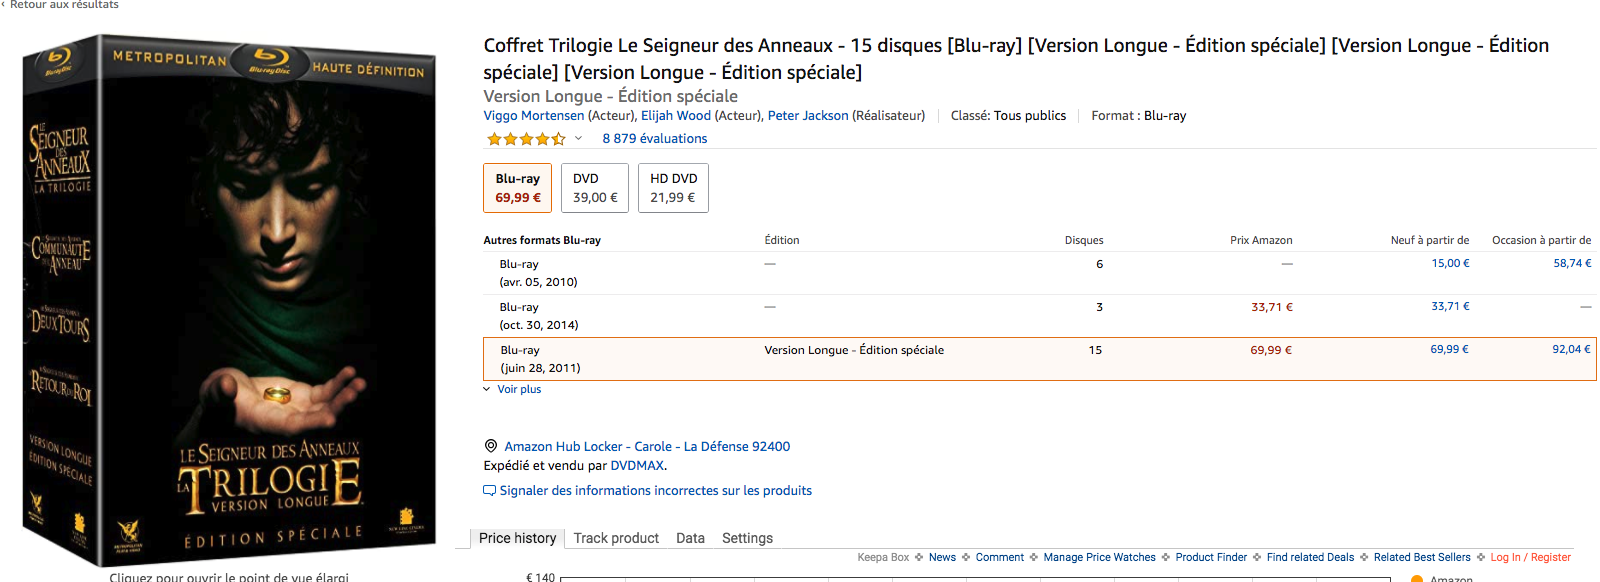 ‹ Retour aux résultats
METROPOLITAN Blu-ray Disc HAUTE DÉFINITION
Blu-ray Disc
LE SEIGNEUR DES ANNEAUX
LA TRILOGIE
LE SEIGNEUR DES ANNEAUX
COMMUNAUTÉ DE L'ANNEAU
DEUX TOURS
RETOUR DU ROI
VERSION LONGUE
ÉDITION SPÉCIALE
LE SEIGNEUR DES ANNEAUX
LA TRILOGIE
VERSION LONGUE
ÉDITION SPÉCIALE
Cliquez pour ouvrir le point de vue élargi
Coffret Trilogie Le Seigneur des Anneaux - 15 disques [Blu-ray] [Version Longue - Édition spéciale] [Version Longue - Édition
spéciale] [Version Longue - Édition spéciale]
Version Longue - Édition spéciale
Viggo Mortensen (Acteur), Elijah Wood (Acteur), Peter Jackson (Réalisateur) Classé: Tous publics Format : Blu-ray
8 879 évaluations
Blu-ray DVD HD DVD
69,99 € 39,00 € 21,99 €
Autres formats Blu-ray Édition Disques Prix Amazon Neuf à partir de Occasion à partir de
Blu-ray — 6 — 15,00 € 58,74 €
(avr. 05, 2010)
Blu-ray — 3 33,71 € 33,71 € —
(oct. 30, 2014)
Blu-ray Version Longue - Édition spéciale 15 69,99 € 69,99 € 92,04 €
(juin 28, 2011)
Voir plus
Amazon Hub Locker - Carole - La Défense 92400
Expédié et vendu par DVDMAX.
Signaler des informations incorrectes sur les produits
Price history Track product Data Settings
Keepa Box News Comment Manage Price Watches Product Finder Find related Deals Related Best Sellers Log In / Register
€ 140 Amazon